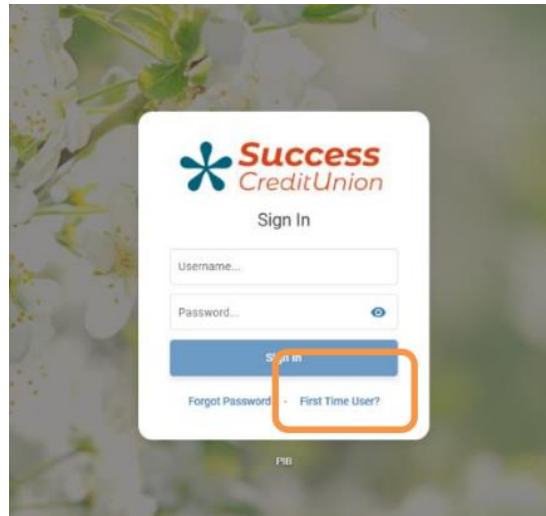 Success
CreditUnion
Sign In
Username...
Password...
Sign In
Forgot Password - First Time User?
PIB